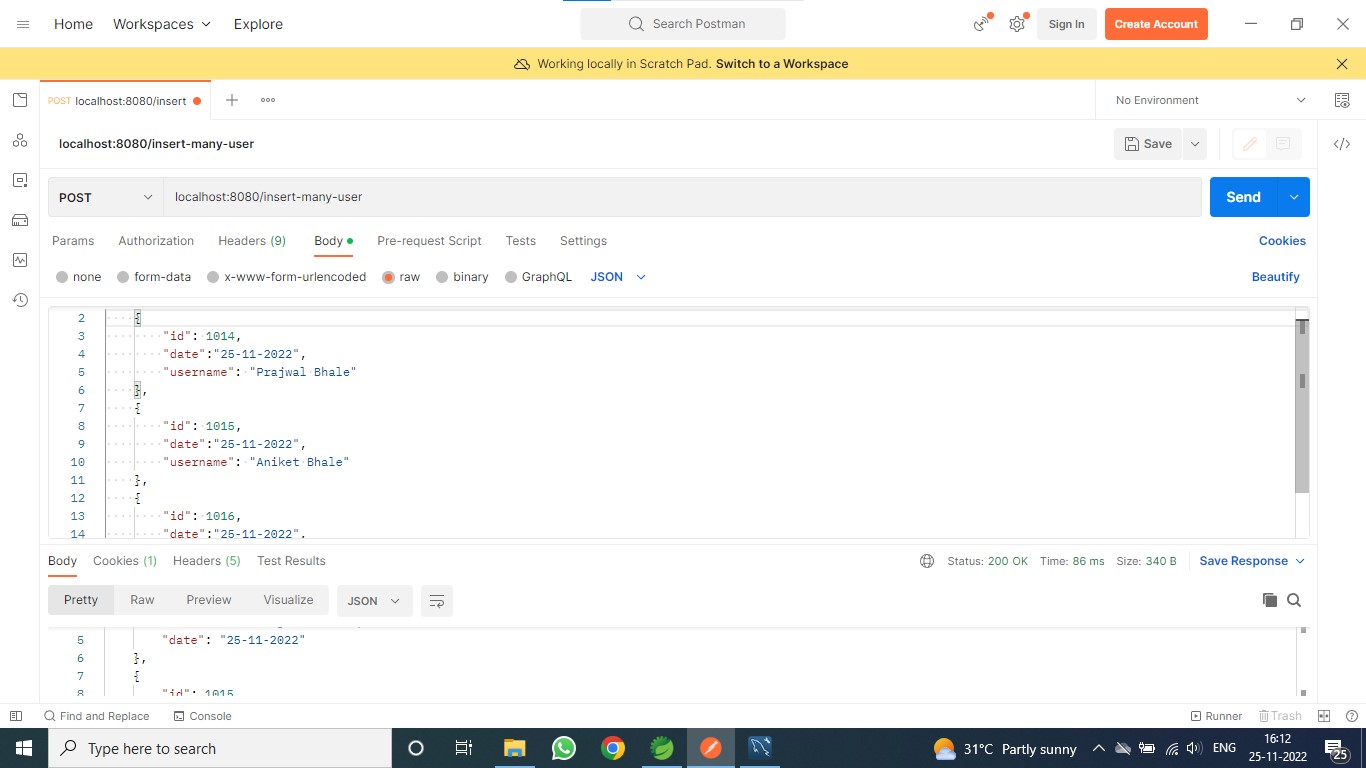 Home Workspaces Explore Search Postman Sign In Create Account
Working locally in Scratch Pad. Switch to a Workspace
POST localhost:8080/insert No Environment
localhost:8080/insert-many-user Save
POST localhost:8080/insert-many-user Send
Params Authorization Headers (9) Body Pre-request Script Tests Settings Cookies
none form-data x-www-form-urlencoded raw binary GraphQL JSON Beautify
2 {
3 "id": 1014,
4 "date":"25-11-2022",
5 "username": "Prajwal Bhale"
6 },
7 {
8 "id": 1015,
9 "date":"25-11-2022",
10 "username": "Aniket Bhale"
11 },
12 {
13 "id": 1016,
14 "date":"25-11-2022",
Body Cookies (1) Headers (5) Test Results Status: 200 OK Time: 86 ms Size: 340 B Save Response
Pretty Raw Preview Visualize JSON
5 "date": "25-11-2022"
6 },
7 {
8 "id": 1015
Find and Replace Console Runner Trash
Type here to search 31°C Partly sunny ENG 16:12
25-11-2022 25